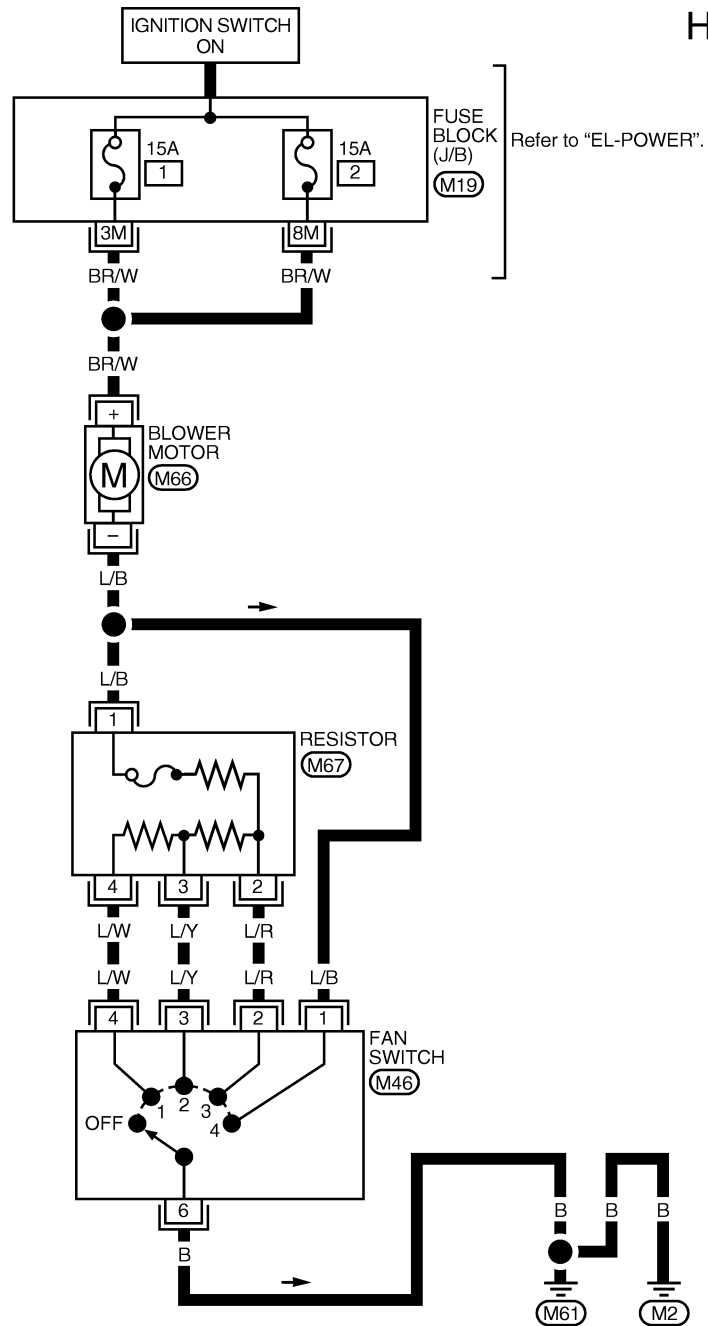 H
IGNITION SWITCH
ON
FUSE
BLOCK
(J/B)
M19
Refer to “EL-POWER”.
15A
1
15A
2
3M
8M
BR/W
BR/W
BR/W
+
BLOWER
MOTOR
M66
M
–
L/B
L/B
1
RESISTOR
M67
4
3
2
L/W
L/Y
L/R
L/W
L/Y
L/R
L/B
4
3
2
1
FAN
SWITCH
M46
OFF
1
2
3
4
6
B
B
B
B
M61
M2